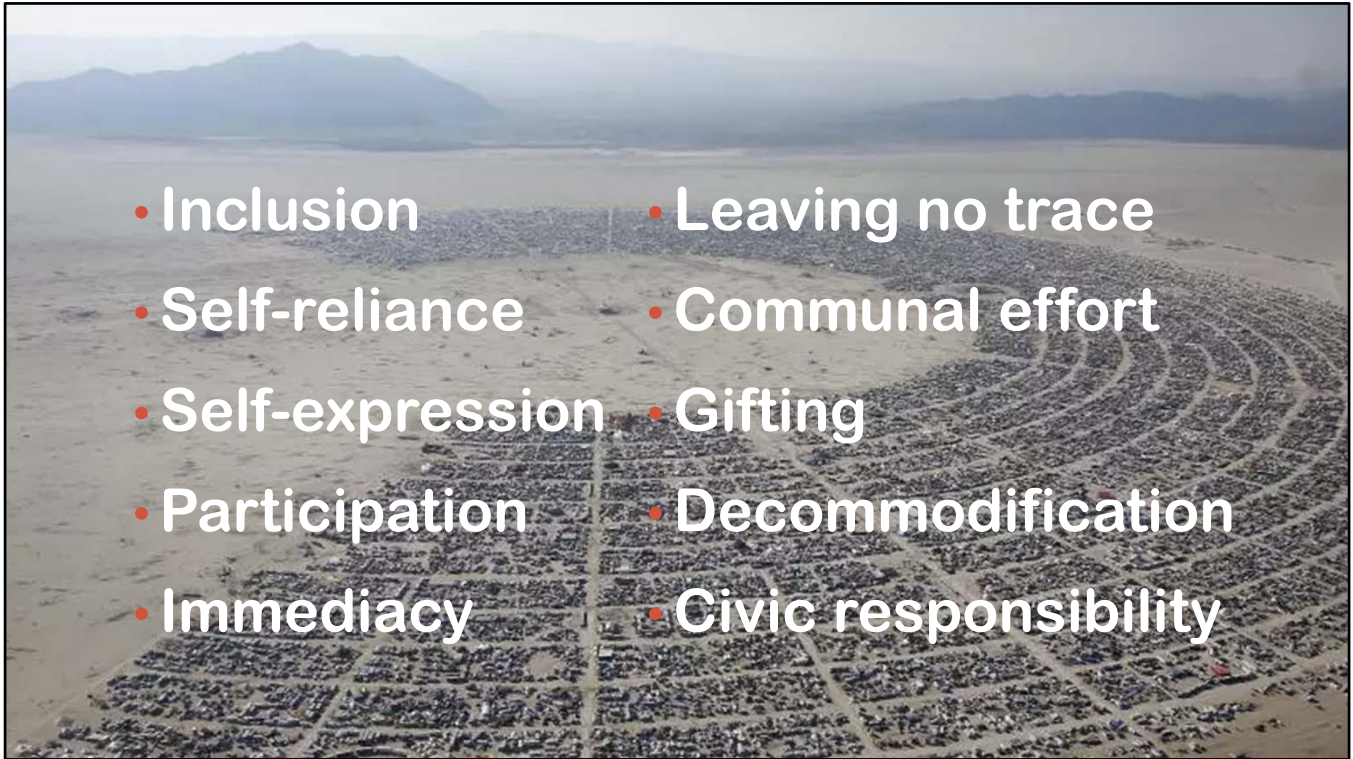 • Inclusion
• Self-reliance
• Self-expression
• Participation
• Immediacy
• Leaving no trace
• Communal effort
• Gifting
• Decommodification
• Civic responsibility